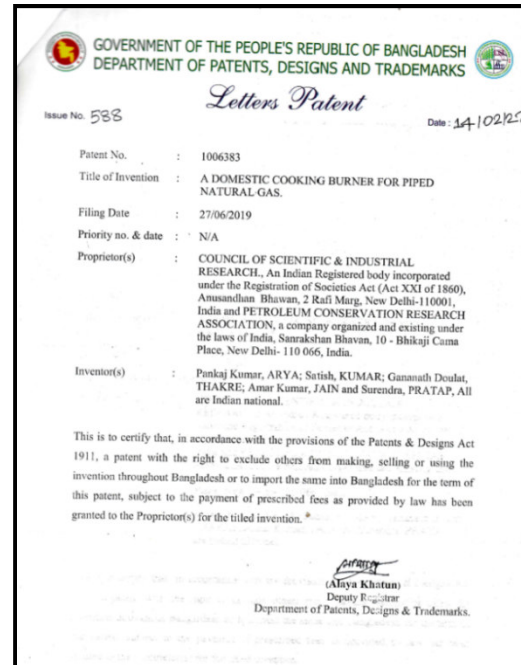 GOVERNMENT OF THE PEOPLE'S REPUBLIC OF BANGLADESH
DEPARTMENT OF PATENTS, DESIGNS AND TRADEMARKS
Letters Patent
Issue No. 588
Date : 14/02/27
Patent No. : 1006383
Title of Invention : A DOMESTIC COOKING BURNER FOR PIPED
NATURAL GAS.
Filing Date : 27/06/2019
Priority no. & date : N/A
Proprietor(s) : COUNCIL OF SCIENTIFIC & INDUSTRIAL
RESEARCH., An Indian Registered body incorporated
under the Registration of Societies Act (Act XXI of 1860),
Anusandhan Bhawan, 2 Rafi Marg, New Delhi-110001,
India and PETROLEUM CONSERVATION RESEARCH
ASSOCIATION, a company organized and existing under
the laws of India, Sanrakshan Bhavan, 10 - Bhikaji Cama
Place, New Delhi- 110 066, India.
Inventor(s) : Pankaj Kumar, ARYA; Satish, KUMAR; Gananath Doulat,
THAKRE; Amar Kumar, JAIN and Surendra, PRATAP, All
are Indian national.
This is to certify that, in accordance with the provisions of the Patents & Designs Act
1911, a patent with the right to exclude others from making, selling or using the
invention throughout Bangladesh or to import the same into Bangladesh for the term of
this patent, subject to the payment of prescribed fees as provided by law has been
granted to the Proprietor(s) for the titled invention.
(Alaya Khatun)
Deputy Registrar
Department of Patents, Designs & Trademarks.